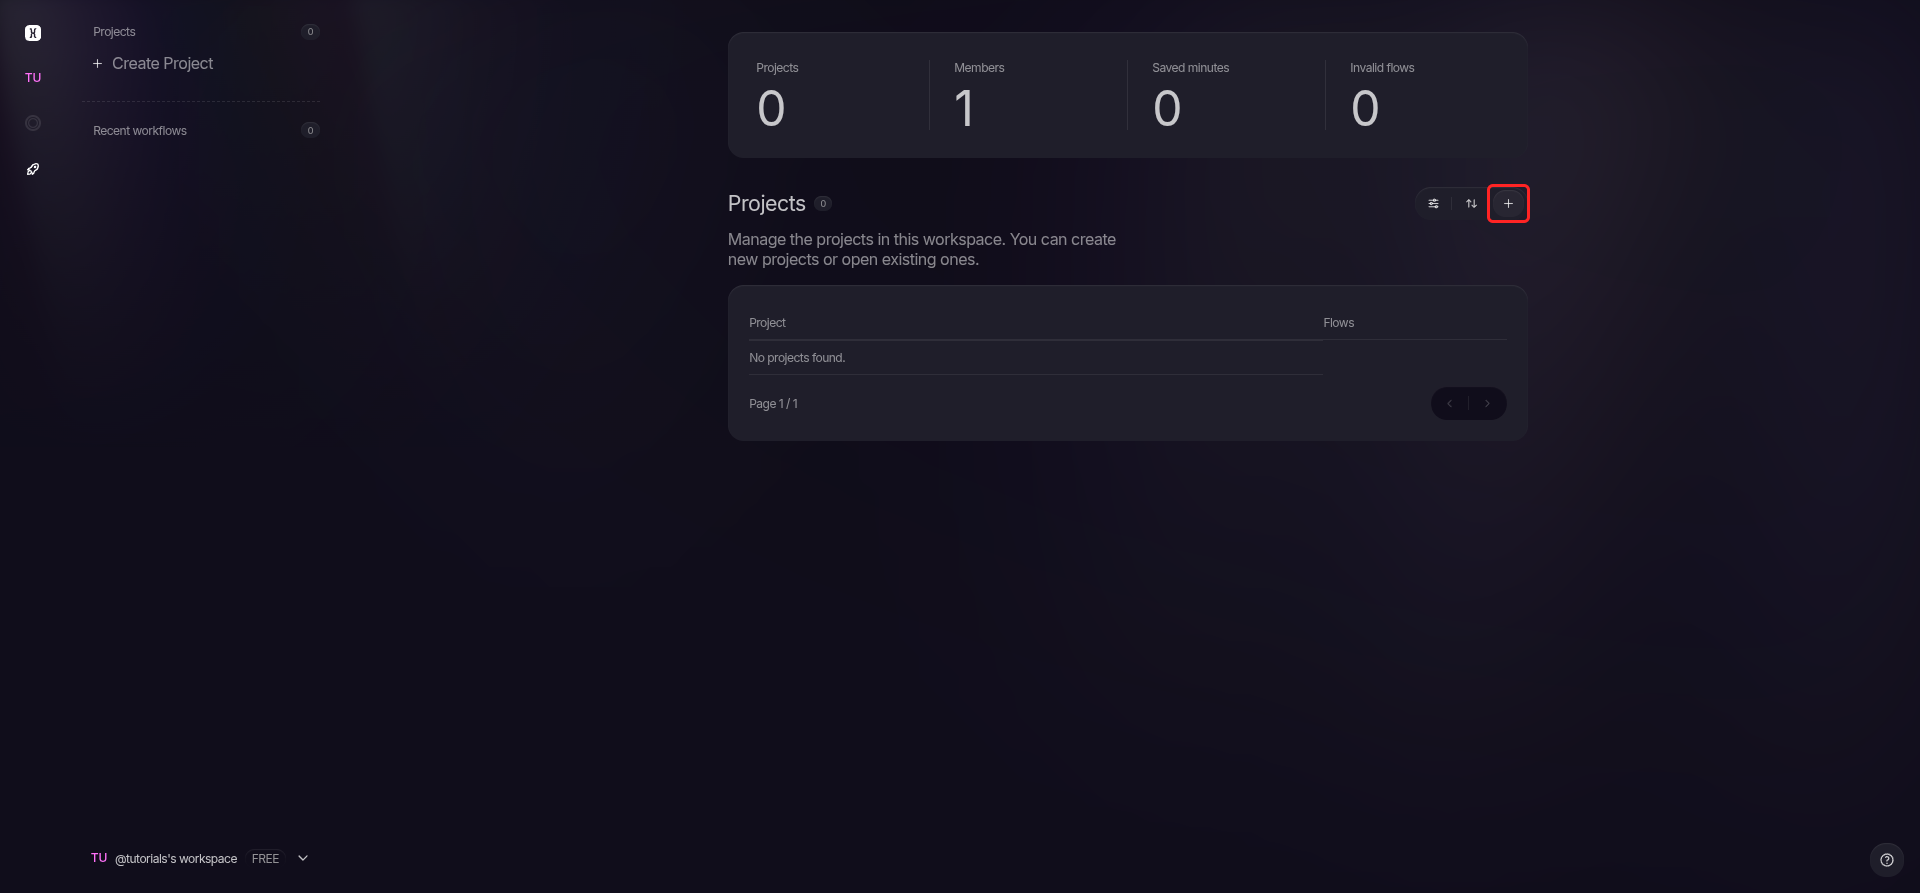 Projects 0
Create Project
Recent workflows 0
TU
Projects
0
Members
1
Saved minutes
0
Invalid flows
0
Projects 0
Manage the projects in this workspace. You can create
new projects or open existing ones.
Project Flows
No projects found.
Page 1 / 1
TU @tutorials's workspace FREE